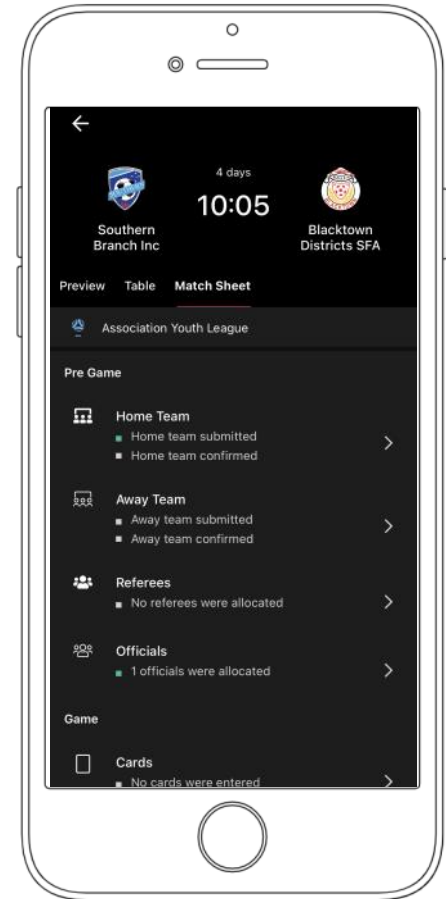 4 days
10:05
Southern
Branch Inc
Blacktown
Districts SFA
Preview Table Match Sheet
Association Youth League
Pre Game
Home Team
Home team submitted
Home team confirmed
Away Team
Away team submitted
Away team confirmed
Referees
No referees were allocated
Officials
1 officials were allocated
Game
Cards
No cards were entered